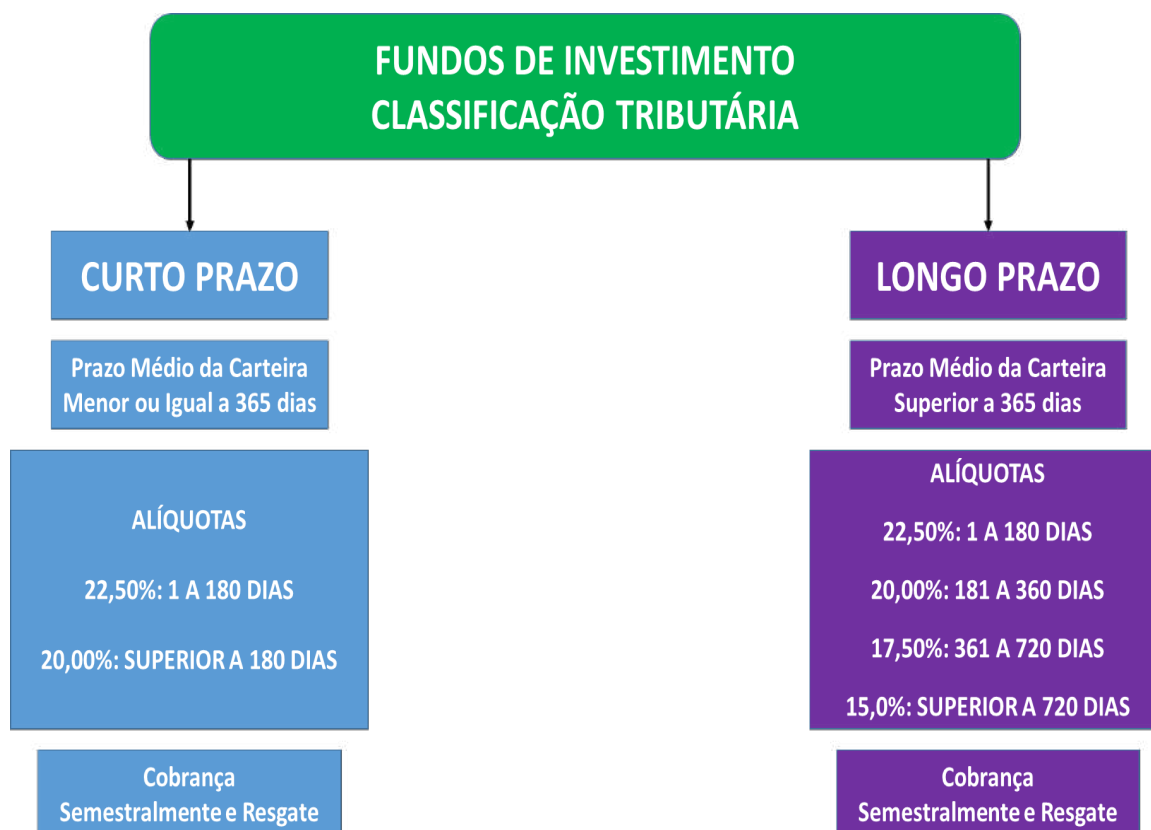 FUNDOS DE INVESTIMENTO
CLASSIFICAÇÃO TRIBUTÁRIA
CURTO PRAZO
Prazo Médio da Carteira
Menor ou Igual a 365 dias
ALÍQUOTAS
22,50%: 1 A 180 DIAS
20,00%: SUPERIOR A 180 DIAS
Cobrança
Semestralmente e Resgate
LONGO PRAZO
Prazo Médio da Carteira
Superior a 365 dias
ALÍQUOTAS
22,50%: 1 A 180 DIAS
20,00%: 181 A 360 DIAS
17,50%: 361 A 720 DIAS
15,0%: SUPERIOR A 720 DIAS
Cobrança
Semestralmente e Resgate